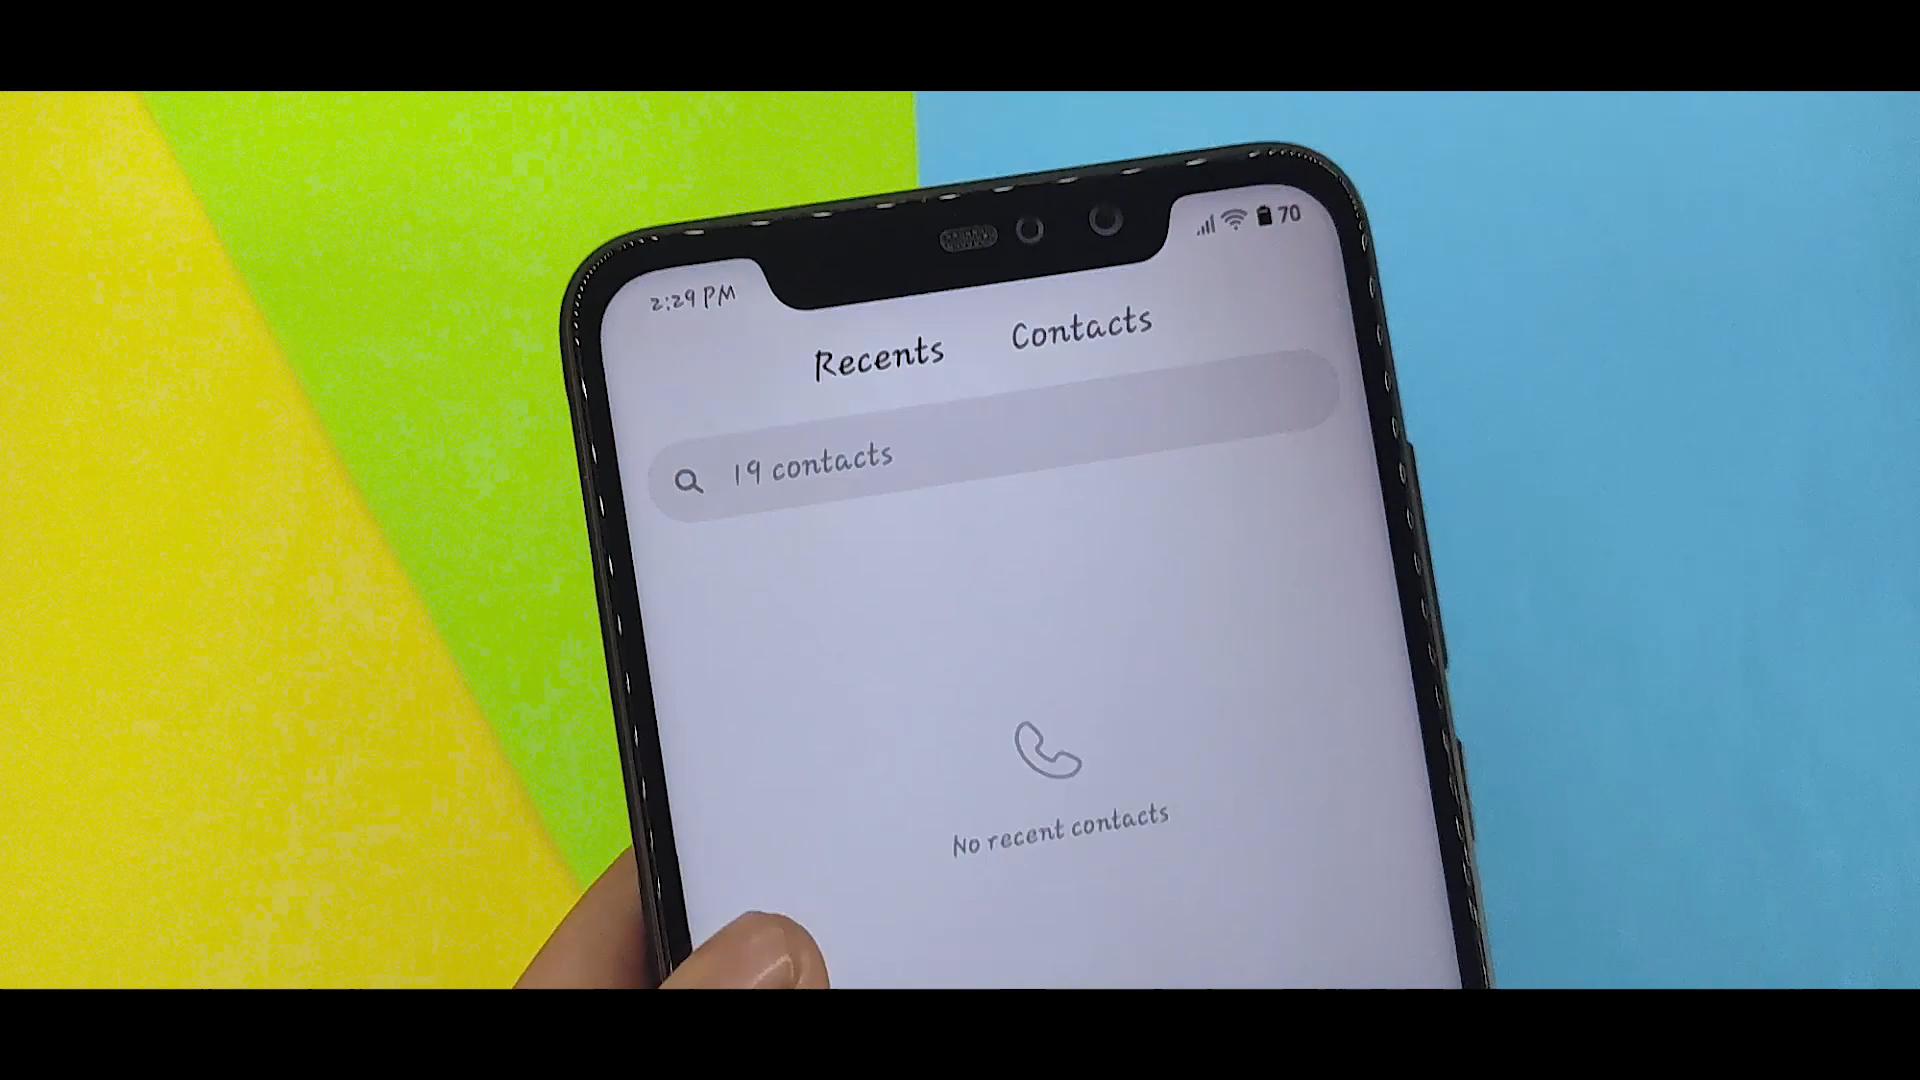 2:29 PM
70
Recents
Contacts
19 contacts
No recent contacts